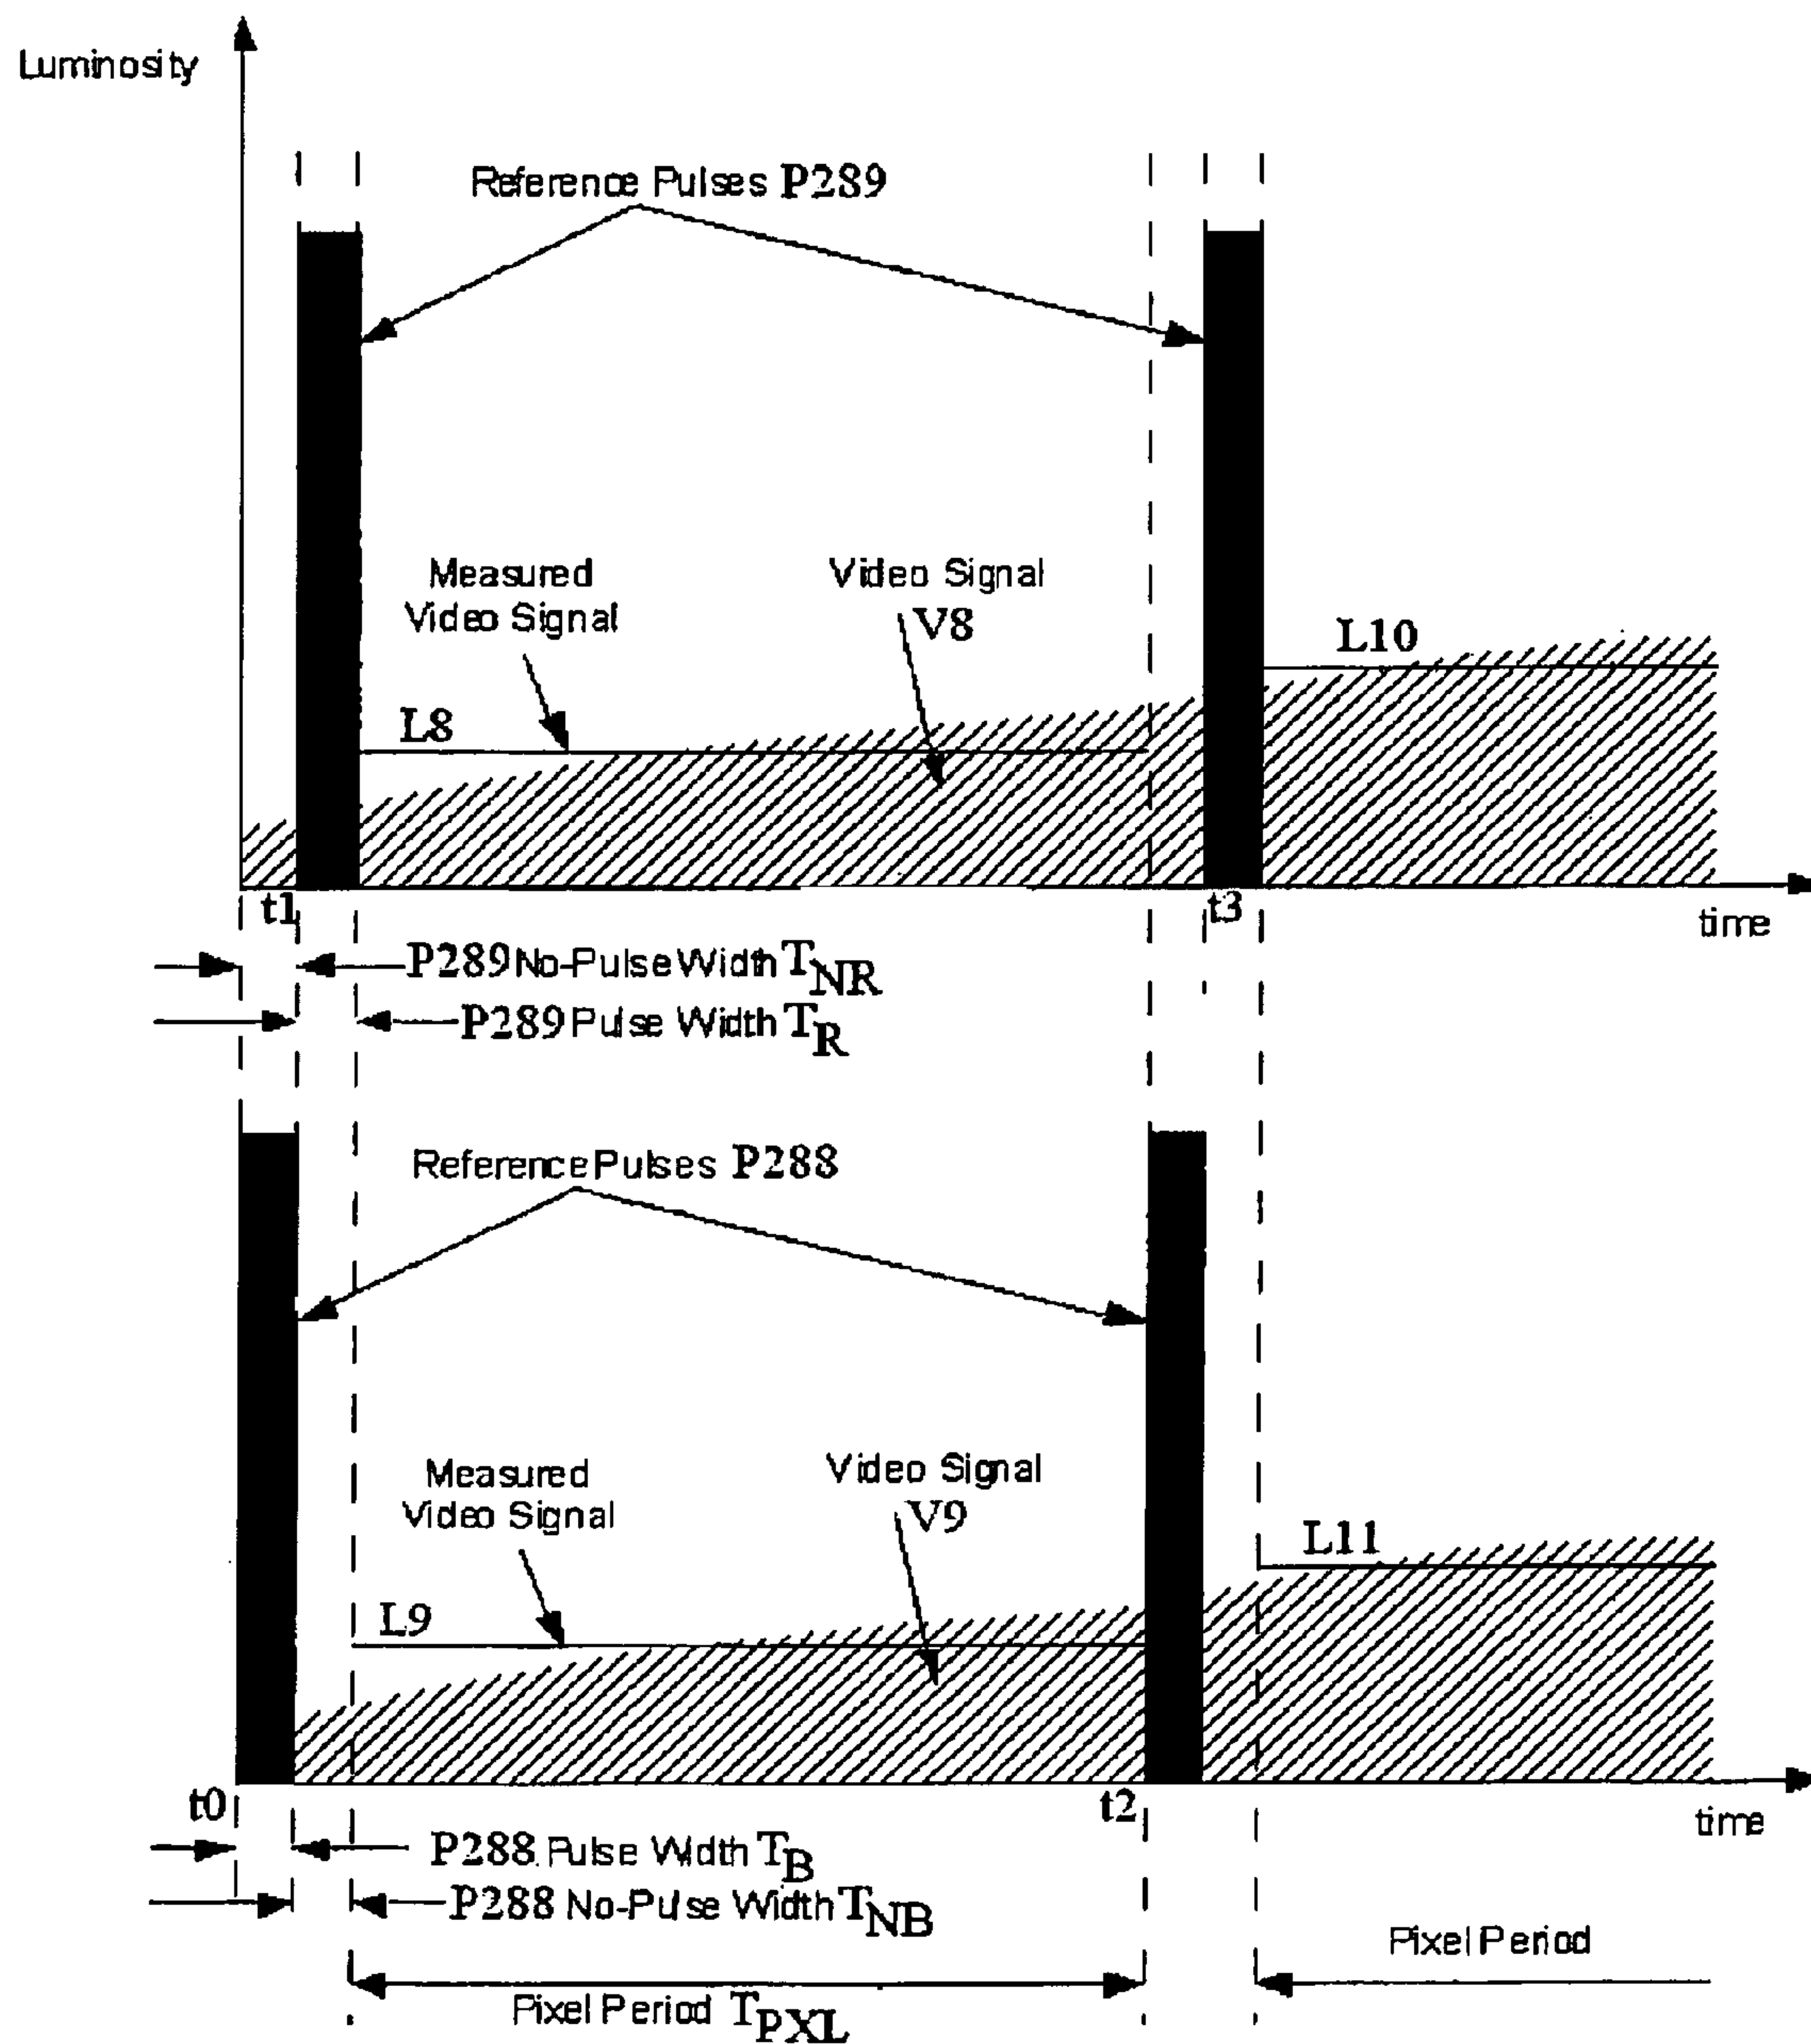 Luminosity
Reference Pulses P289
Measured
Video Signal
Video Signal
V8
L10
L8
t1
t3
time
P289 No-Pulse Width TNR
P289 Pulse Width TR
Reference Pulses P288
Measured
Video Signal
Video Signal
V9
L11
L9
t0
t2
time
P288 Pulse Width TB
P288 No-Pulse Width TNB
Pixel Period
Pixel Period TPXL